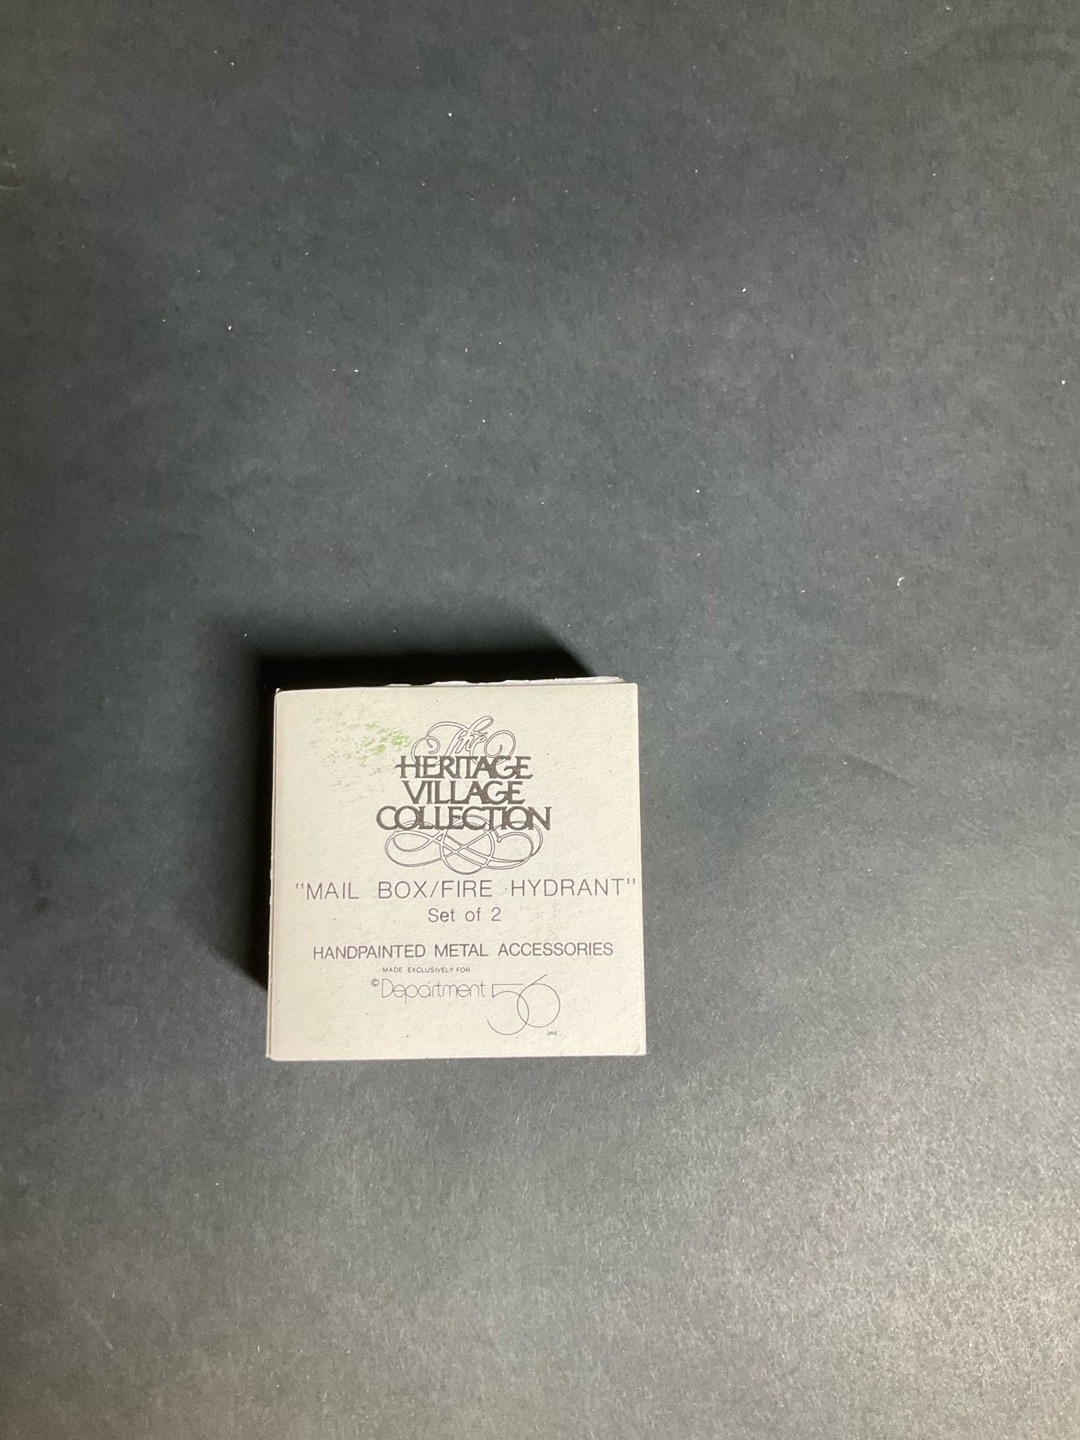 The
HERITAGE
VILLAGE
COLLECTION
"MAIL BOX/FIRE HYDRANT"
Set of 2
HANDPAINTED METAL ACCESSORIES
MADE EXCLUSIVELY FOR
©Department 56
inc.